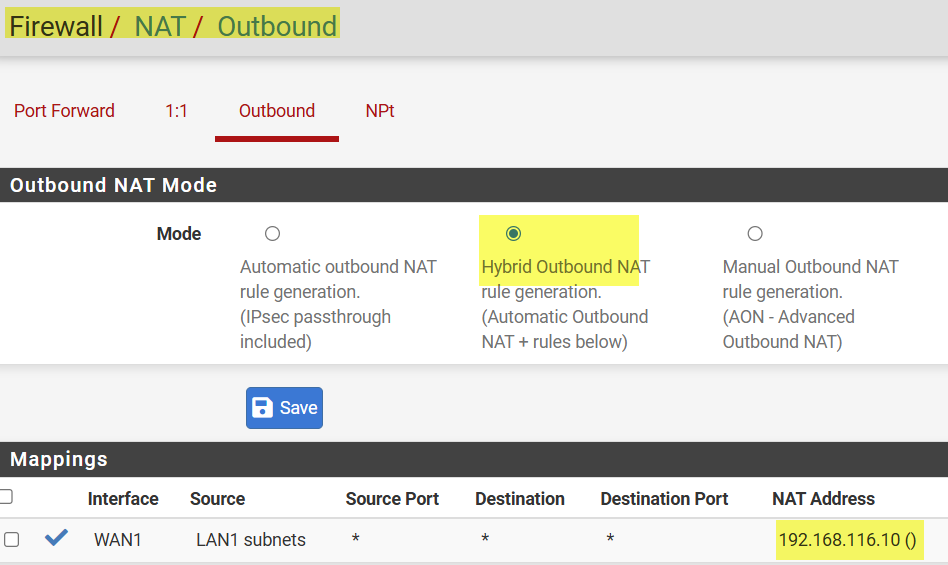 Firewall / NAT / Outbound
Port Forward 1:1 Outbound NPt
Outbound NAT Mode
Mode
Automatic outbound NAT
rule generation.
(IPsec passthrough
included)
Hybrid Outbound NAT
rule generation.
(Automatic Outbound
NAT + rules below)
Manual Outbound NAT
rule generation.
(AON - Advanced
Outbound NAT)
Save
Mappings
Interface Source Source Port Destination Destination Port NAT Address
WAN1 LAN1 subnets * * * 192.168.116.10 ()